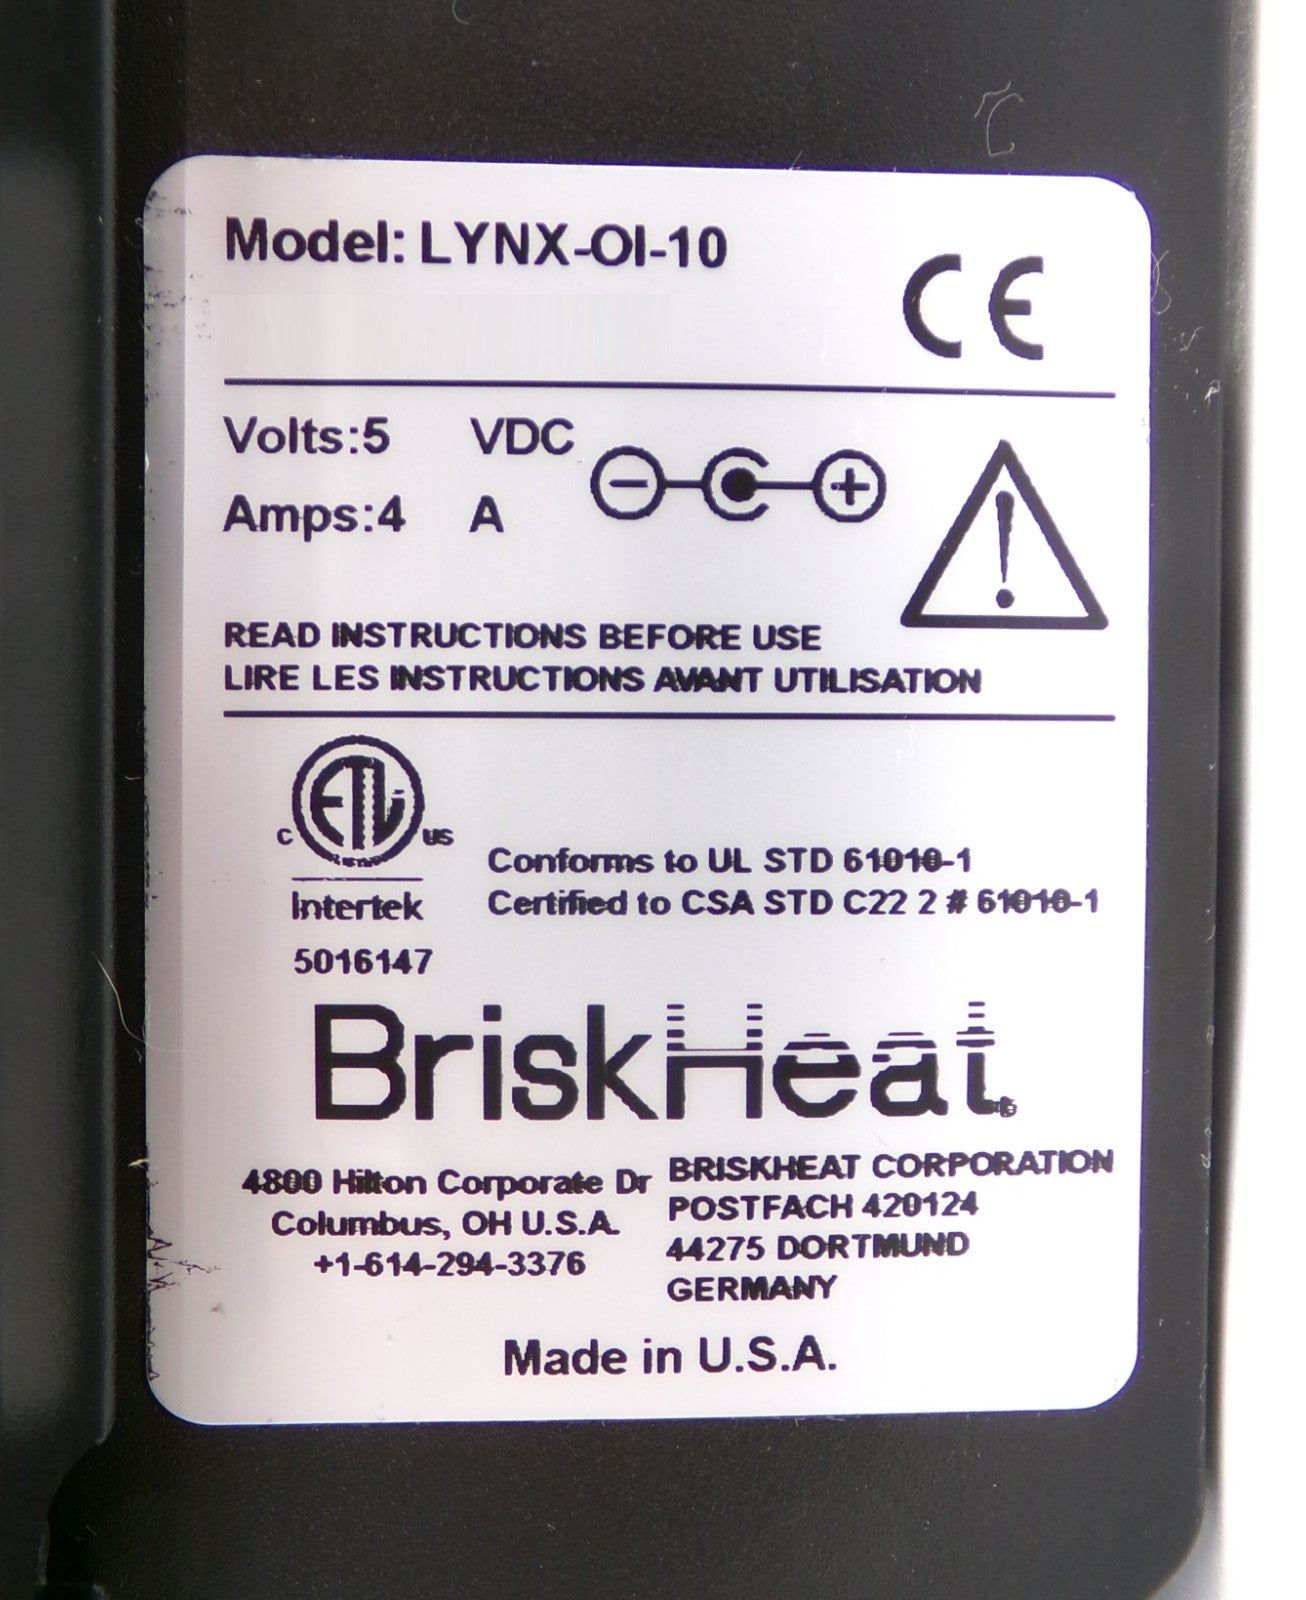 Model: LYNX-OI-10
CE
Volts:5 VDC
Amps:4 A
READ INSTRUCTIONS BEFORE USE
LIRE LES INSTRUCTIONS AVANT UTILISATION
ETL
C US
LISTED
Intertek
5016147
Conforms to UL STD 61010-1
Certified to CSA STD C22 2 # 61010-1
BriskHeat
4800 Hilton Corporate Dr
Columbus, OH U.S.A.
+1-614-294-3376
BRISKHEAT CORPORATION
POSTFACH 420124
44275 DORTMUND
GERMANY
Made in U.S.A.